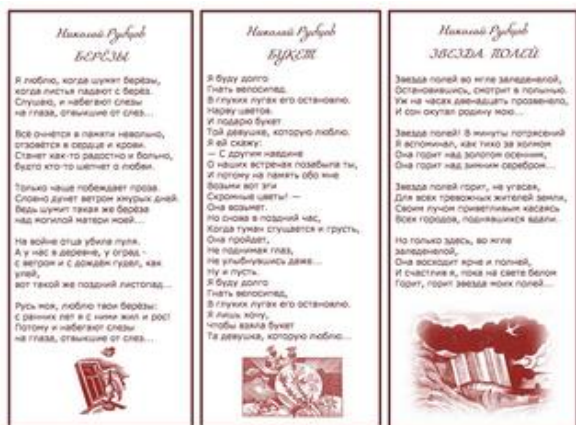 Николай Рубцов
БЕРЁЗЫ
Я люблю, когда шумят берёзы,
когда листья падают с берёз.
Слушаю, и набегают слезы
на глаза, отвыкшие от слез...
Всё очнётся в памяти невольно,
отзовётся в сердце и крови.
Станет как-то радостно и больно,
будто кто-то шепчет о любви.
Только чаще побеждает проза.
Словно дунет ветром хмурых дней.
Ведь шумит такая же береза
над могилой матери моей...
На войне отца убила пуля.
А у нас в деревне, у оград -
с ветром и с дождём гудел, как
улей,
вот такой же поздний листопад...
Русь моя, люблю твои берёзы:
с ранних лет я с ними жил и рос!
Потому и набегают слезы
на глаза, отвыкшие от слез...
Николай Рубцов
БУКЕТ
Я буду долго
Гнать велосипед.
В глухих лугах его остановлю.
Нарву цветов.
И подарю букет
Той девушке, которую люблю.
Я ей скажу:
— С другим наедине
О наших встречах позабыла ты,
И потому на память обо мне
Возьми вот эти
Скромные цветы! —
Она возьмет.
Но снова в поздний час,
Когда туман сгущается и грусть,
Она пройдет,
Не поднимая глаз,
Не улыбнувшись даже...
Ну и пусть.
Я буду долго
Гнать велосипед,
В глухих лугах его остановлю.
Я лишь хочу,
Чтобы взяла букет
Та девушка, которую люблю...
Николай Рубцов
ЗВЕЗДА ПОЛЕЙ
Звезда полей во мгле заледенелой,
Остановившись, смотрит в полынью.
Уж на часах двенадцать прозвенело,
И сон окутал родину мою...
Звезда полей! В минуты потрясений
Я вспоминал, как тихо за холмом
Она горит над золотом осенним,
Она горит над зимним серебром...
Звезда полей горит, не угасая,
Для всех тревожных жителей земли,
Своим лучом приветливым касаясь
Всех городов, поднявшихся вдали.
Но только здесь, во мгле
заледенелой,
Она восходит ярче и полней,
И счастлив я, пока на свете белом
Горит, горит звезда моих полей...